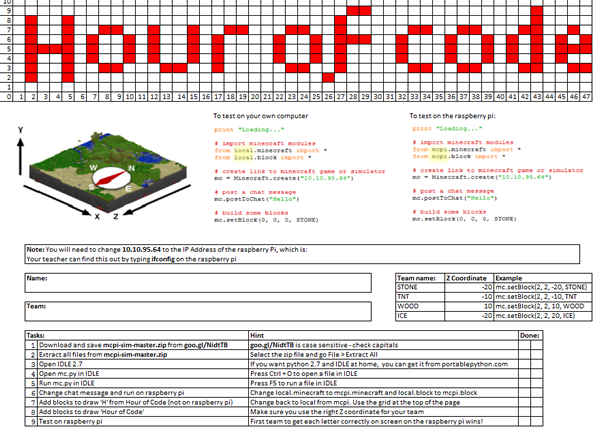 9
8
7
6
5
4
3
2
1
Hour of code
0 1 2 3 4 5 6 7 8 9 10 11 12 13 14 15 16 17 18 19 20 21 22 23 24 25 26 27 28 29 30 31 32 33 34 35 36 37 38 39 40 41 42 43 44 45 46 47
To test on your own computer
print "Loading..."
# import minecraft modules
from local.minecraft import *
from local.block import *
# create link to minecraft game or simulator
mc = Minecraft.create("10.10.95.64")
# post a chat message
mc.postToChat("Hello")
# build some blocks
mc.setBlock(0, 0, 0, STONE)
To test on the raspberry pi:
print "Loading..."
# import minecraft modules
from mcpi.minecraft import *
from mcpi.block import *
# create link to minecraft game or simulator
mc = Minecraft.create("10.10.95.64")
# post a chat message
mc.postToChat("Hello")
# build some blocks
mc.setBlock(0, 0, 0, STONE)
Y
W N
S E
X Z
Note: You will need to change 10.10.95.64 to the IP Address of the raspberry Pi, which is:
Your teacher can find this out by typing ifconfig on the raspberry pi
Name:
Team:
Team name: Z Coordinate Example
STONE -20 mc.setBlock(2, 2, -20, STONE)
TNT -10 mc.setBlock(2, 2, -10, TNT
WOOD 10 mc.setBlock(2, 2, 10, WOOD
ICE -20 mc.setBlock(2, 2, 20, ICE)
Tasks: Hint Done:
1 Download and save mcpi-sim-master.zip from goo.gl/NidtTB goo.gl/NidtTB is case sensitive - check capitals
2 Extract all files from mcpi-sim-master.zip Select the zip file and go File > Extract All
3 Open IDLE 2.7 If you want python 2.7 and IDLE at home, you can get it from portablepython.com
4 Open mc.py in IDLE Press Ctrl + O to open a file in IDLE
5 Run mc.py in IDLE Press F5 to run a file in IDLE
6 Change chat message and run on raspberry pi Change local.minecraft to mcpi.minecraft and local.block to mcpi.block
7 Add blocks to draw 'H' from Hour of Code (not on raspberry pi) Change back to local from mcpi. Use the grid at the top of the page
8 Add blocks to draw 'Hour of Code' Make sure you use the right Z coordinate for your team
9 Test on raspberry pi First team to get each letter correctly on screen on the raspberry pi wins!